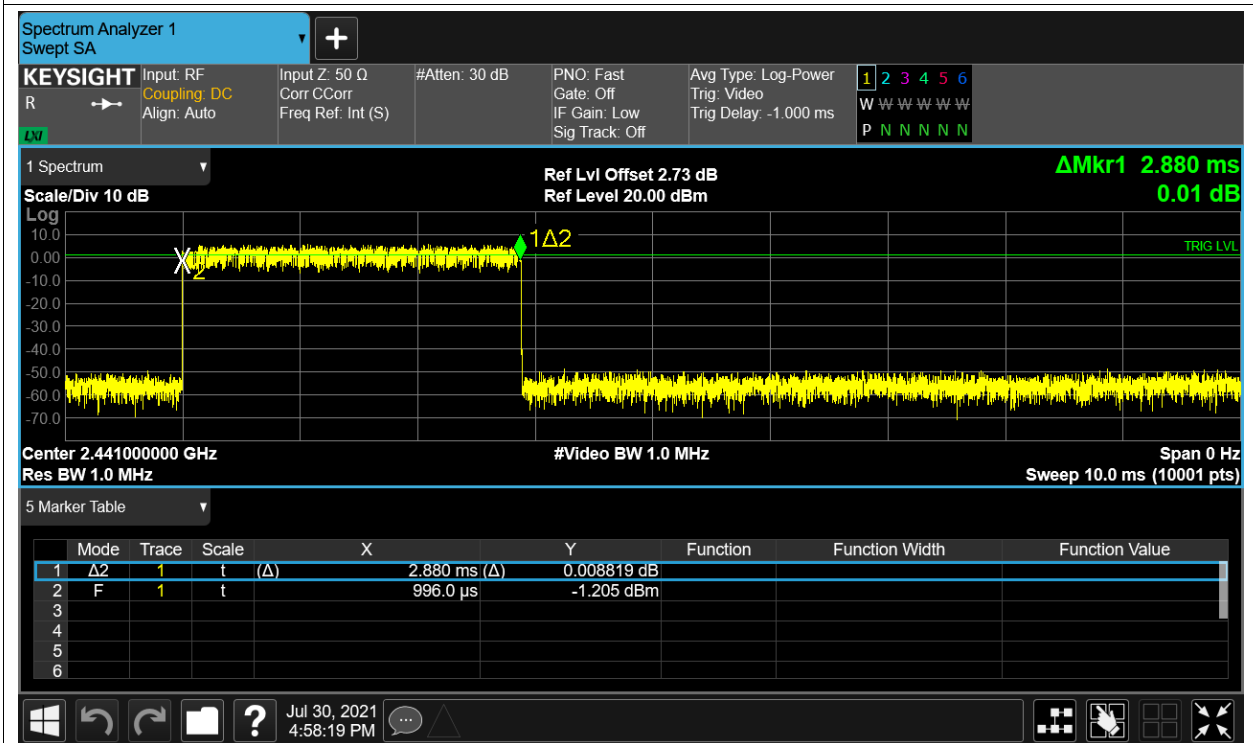 Spectrum Analyzer 1
Swept SA
+
KEYSIGHT Input: RF Input Z: 50 Ω #Atten: 30 dB PNO: Fast Avg Type: Log-Power 1 2 3 4 5 6
R Coupling: DC Corr CCorr Gate: Off Trig: Video W W W W W W
Align: Auto Freq Ref: Int (S) IF Gain: Low Trig Delay: -1.000 ms
LXI Sig Track: Off P N N N N N
1 Spectrum Ref Lvl Offset 2.73 dB ΔMkr1 2.880 ms
Scale/Div 10 dB Ref Level 20.00 dBm 0.01 dB
Log
10.0 1Δ2
0.00 2 TRIG LVL
-10.0
-20.0
-30.0
-40.0
-50.0
-60.0
-70.0
Center 2.441000000 GHz #Video BW 1.0 MHz Span 0 Hz
Res BW 1.0 MHz Sweep 10.0 ms (10001 pts)
5 Marker Table
Mode Trace Scale X Y Function Function Width Function Value
1 Δ2 1 t (Δ) 2.880 ms (Δ) 0.008819 dB
2 F 1 t 996.0 µs -1.205 dBm
3
4
5
6
? Jul 30, 2021
4:58:19 PM